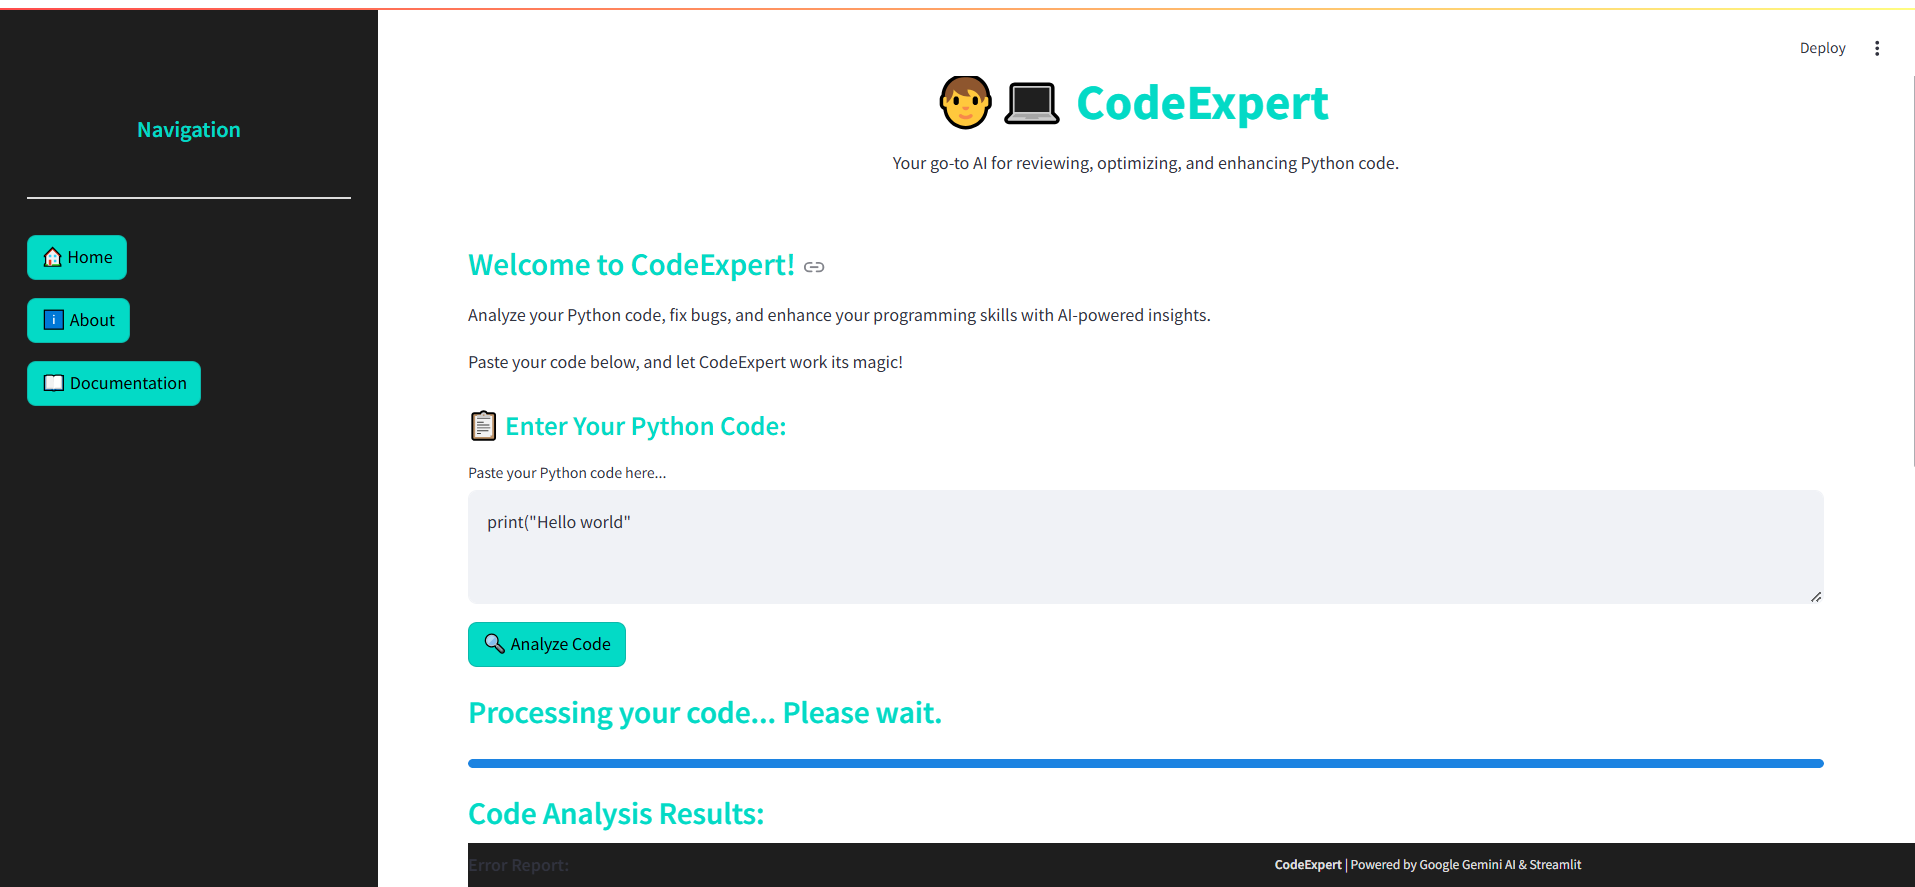 Deploy
Navigation
Home
About
Documentation
CodeExpert
Your go-to AI for reviewing, optimizing, and enhancing Python code.
Welcome to CodeExpert!
Analyze your Python code, fix bugs, and enhance your programming skills with AI-powered insights.
Paste your code below, and let CodeExpert work its magic!
Enter Your Python Code:
Paste your Python code here...
print("Hello world"
Analyze Code
Processing your code... Please wait.
Code Analysis Results:
Error Report:
CodeExpert | Powered by Google Gemini AI & Streamlit